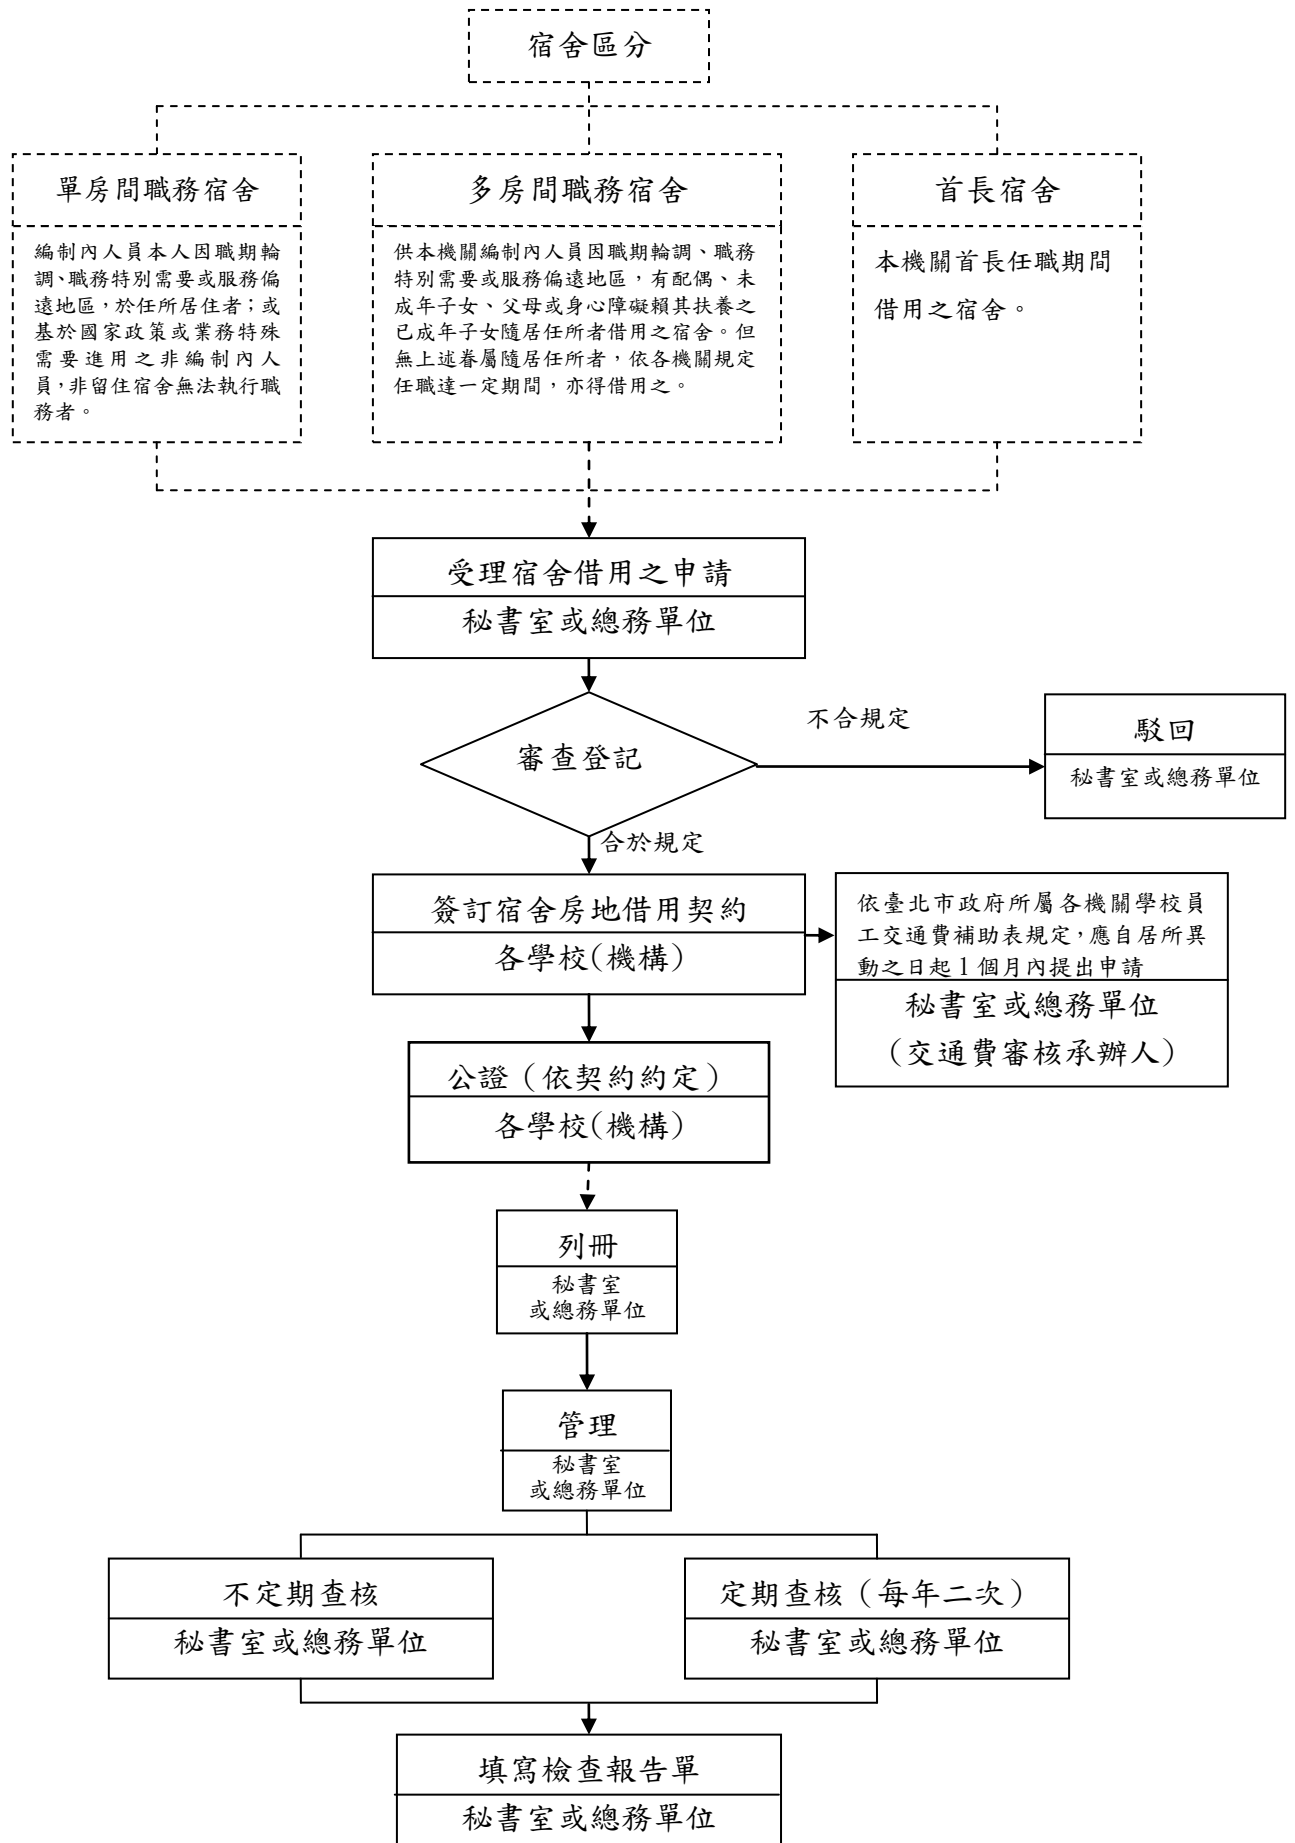 宿舍區分
單房間職務宿舍
編制內人員本人因職期輪
調、職務特別需要或服務偏
遠地區，於任所居住者；或
基於國家政策或業務特殊
需要進用之非編制內人
員，非留住宿舍無法執行職
務者。
多房間職務宿舍
供本機關編制內人員因職期輪調、職務
特別需要或服務偏遠地區，有配偶、未
成年子女、父母或身心障礙賴其扶養之
已成年子女隨居任所者借用之宿舍。但
無上述眷屬隨居任所者，依各機關規定
任職達一定期間，亦得借用之。
首長宿舍
本機關首長任職期間
借用之宿舍。
受理宿舍借用之申請
秘書室或總務單位
審查登記
不合規定
駁回
秘書室或總務單位
合於規定
簽訂宿舍房地借用契約
各學校(機構)
依臺北市政府所屬各機關學校員
工交通費補助表規定，應自居所異
動之日起1個月內提出申請
秘書室或總務單位
（交通費審核承辦人）
公證（依契約約定）
各學校(機構)
列冊
秘書室
或總務單位
管理
秘書室
或總務單位
不定期查核
秘書室或總務單位
定期查核（每年二次）
秘書室或總務單位
填寫檢查報告單
秘書室或總務單位